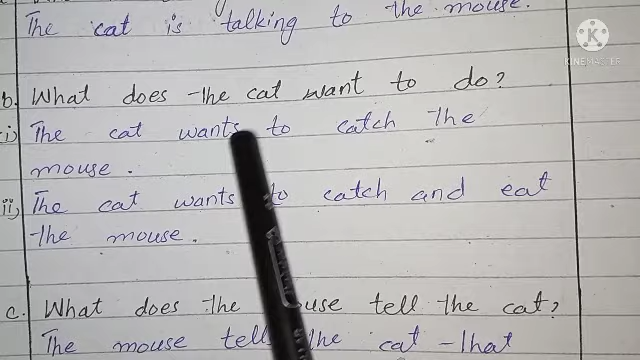 The cat is talking to the mouse.
KINEMASTER
b. What does the cat want to do?
i) The cat wants to catch the
mouse.
ii) The cat wants to catch and eat
the mouse.
c. What does the mouse tell the cat?
The mouse tell the cat that